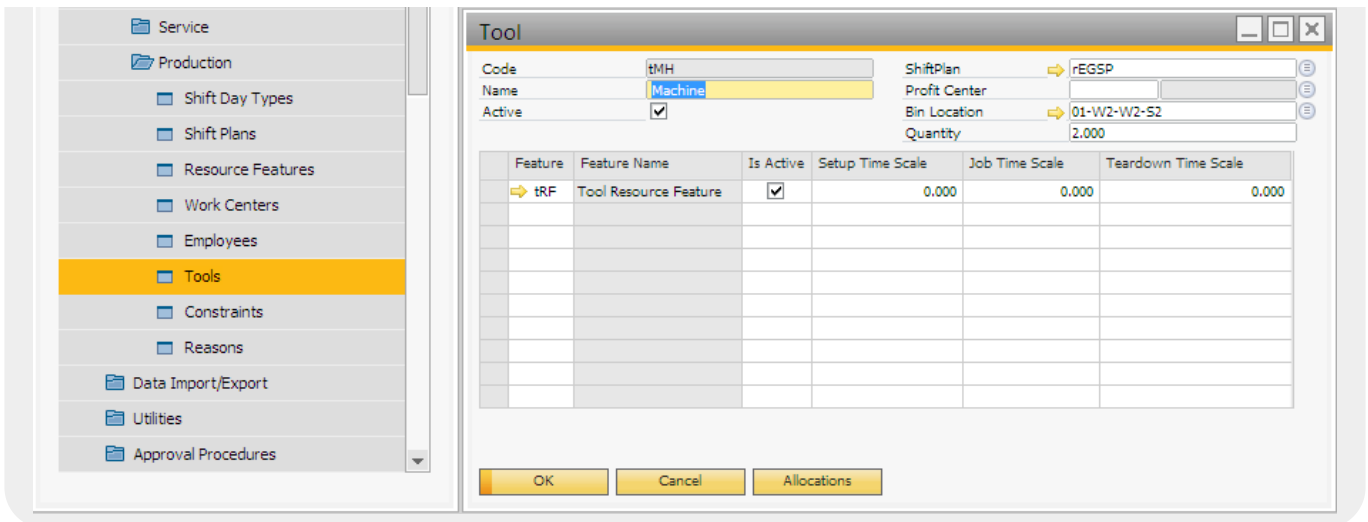 Service
Production
Shift Day Types
Shift Plans
Resource Features
Work Centers
Employees
Tools
Constraints
Reasons
Data Import/Export
Utilities
Approval Procedures
Tool
Code tMH ShiftPlan rEGSP
Name Machine Profit Center
Active Bin Location 01-W2-W2-S2
Quantity 2.000
Feature Feature Name Is Active Setup Time Scale Job Time Scale Teardown Time Scale
tRF Tool Resource Feature 0.000 0.000 0.000
OK Cancel Allocations